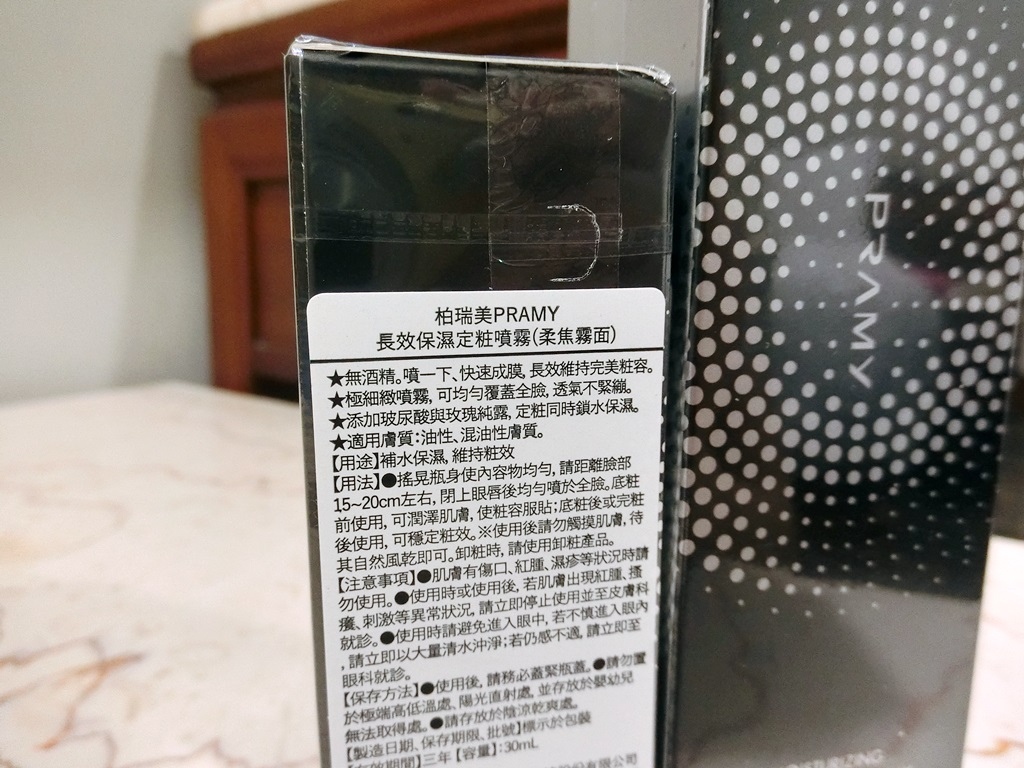 柏瑞美PRAMY
長效保濕定粧噴霧(柔焦霧面)
★無酒精。噴一下、快速成膜, 長效維持完美粧容。
★極細緻噴霧, 可均勻覆蓋全臉, 透氣不緊繃。
★添加玻尿酸與玫瑰純露, 定粧同時鎖水保濕。
★適用膚質:油性、混油性膚質。
【用途】補水保濕, 維持粧效
【用法】●搖晃瓶身使內容物均勻, 請距離臉部
15~20cm左右, 閉上眼唇後均勻噴於全臉。底粧
前使用, 可潤澤肌膚, 使粧容服貼;底粧後或完粧
後使用, 可穩定粧效。※使用後請勿觸摸肌膚, 待
其自然風乾即可。卸粧時, 請使用卸粧產品。
【注意事項】●肌膚有傷口、紅腫、濕疹等狀況時請
勿使用。●使用時或使用後, 若肌膚出現紅腫、搔
癢、刺激等異常狀況, 請立即停止使用並至皮膚科
就診。●使用時請避免進入眼中, 若不慎進入眼內
, 請立即以大量清水沖淨;若仍感不適, 請立即至
眼科就診。
【保存方法】●使用後, 請務必蓋緊瓶蓋。●請勿置
於極端高低溫處、陽光直射處, 並存放於嬰幼兒
無法取得處。●請存放於陰涼乾爽處。
【製造日期、保存期限、批號】標示於包裝
【有效期間】三年【容量】:30mL
股份有限公司
PRAMY